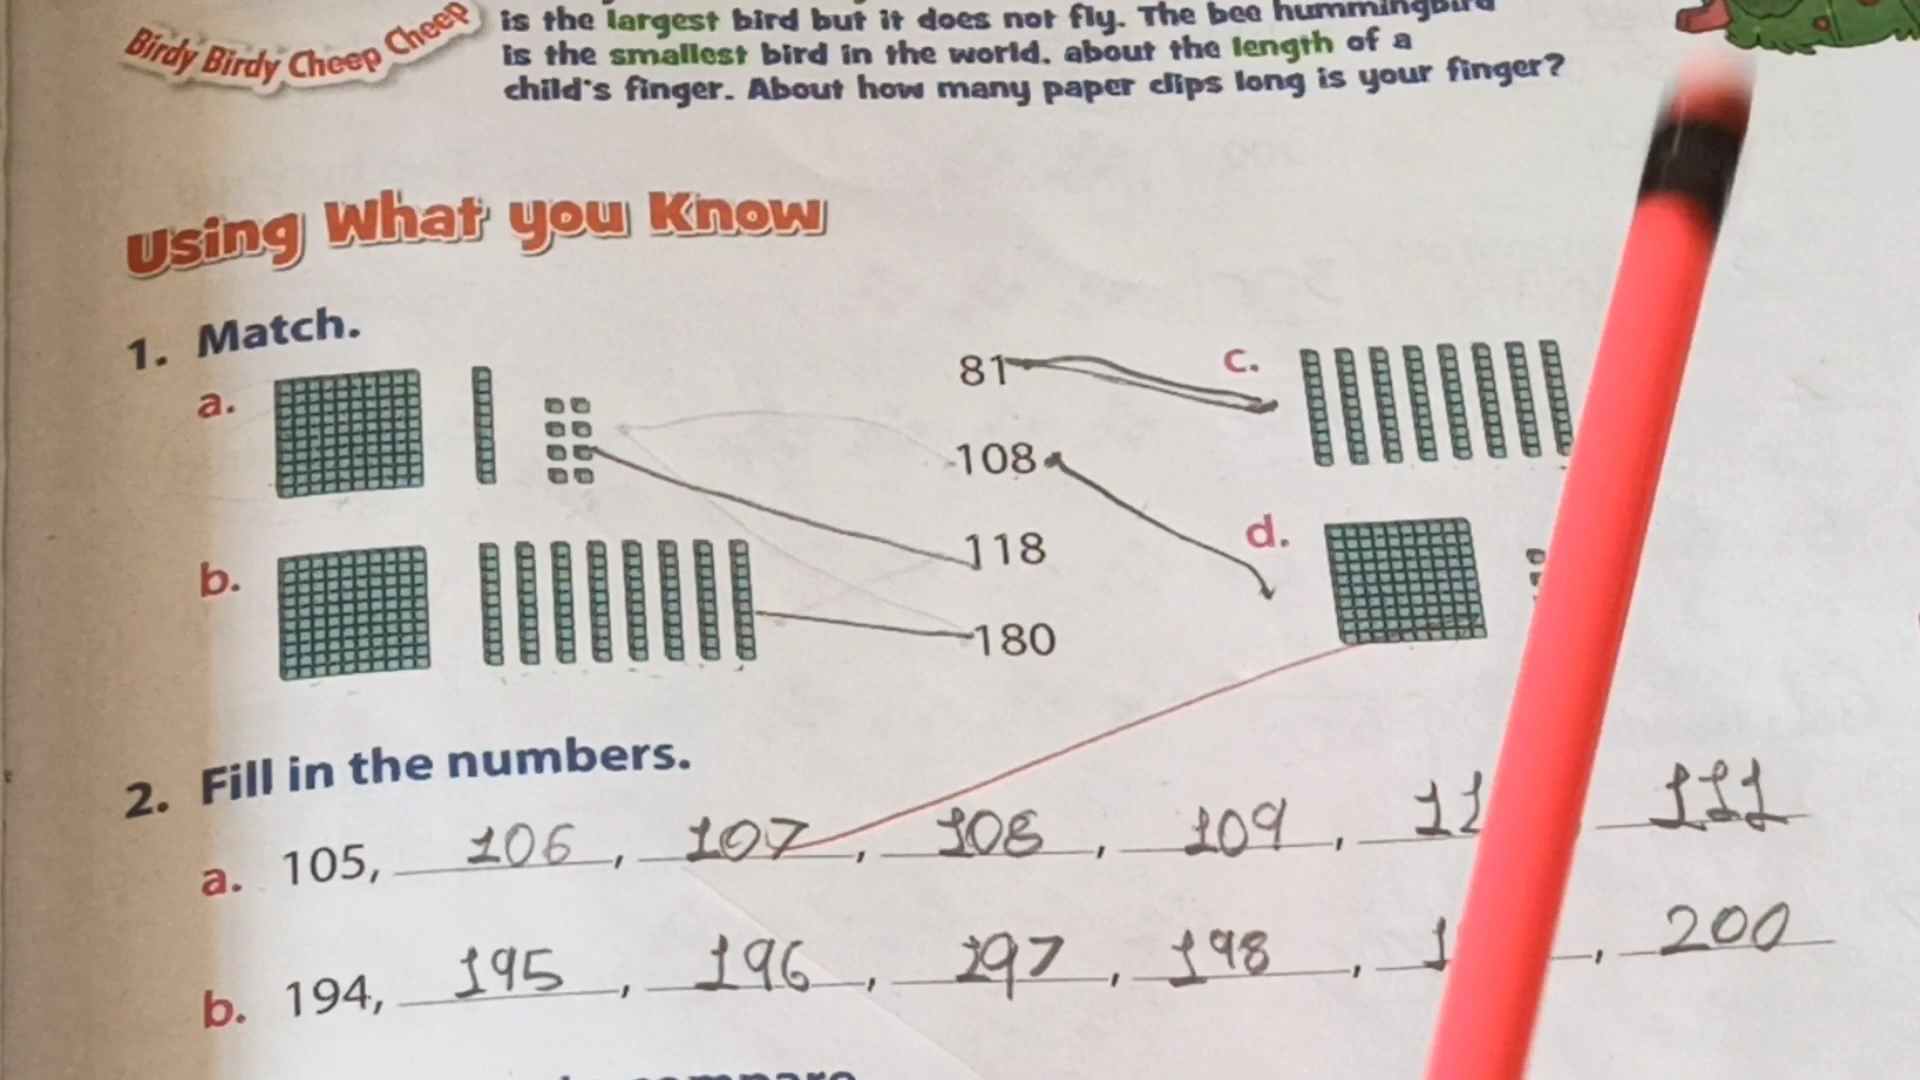 Birdy Birdy Cheep Cheep
is the largest bird but it does not fly. The bee hummingbird
is the smallest bird in the world. about the length of a
child's finger. About how many paper clips long is your finger?
Using What you Know
1. Match.
a.
81
c.
108
118
d.
b.
180
2. Fill in the numbers.
a. 105, 106, 107, 108, 109, 11 111
b. 194, 195, 196, 197, 198, 1 , 200